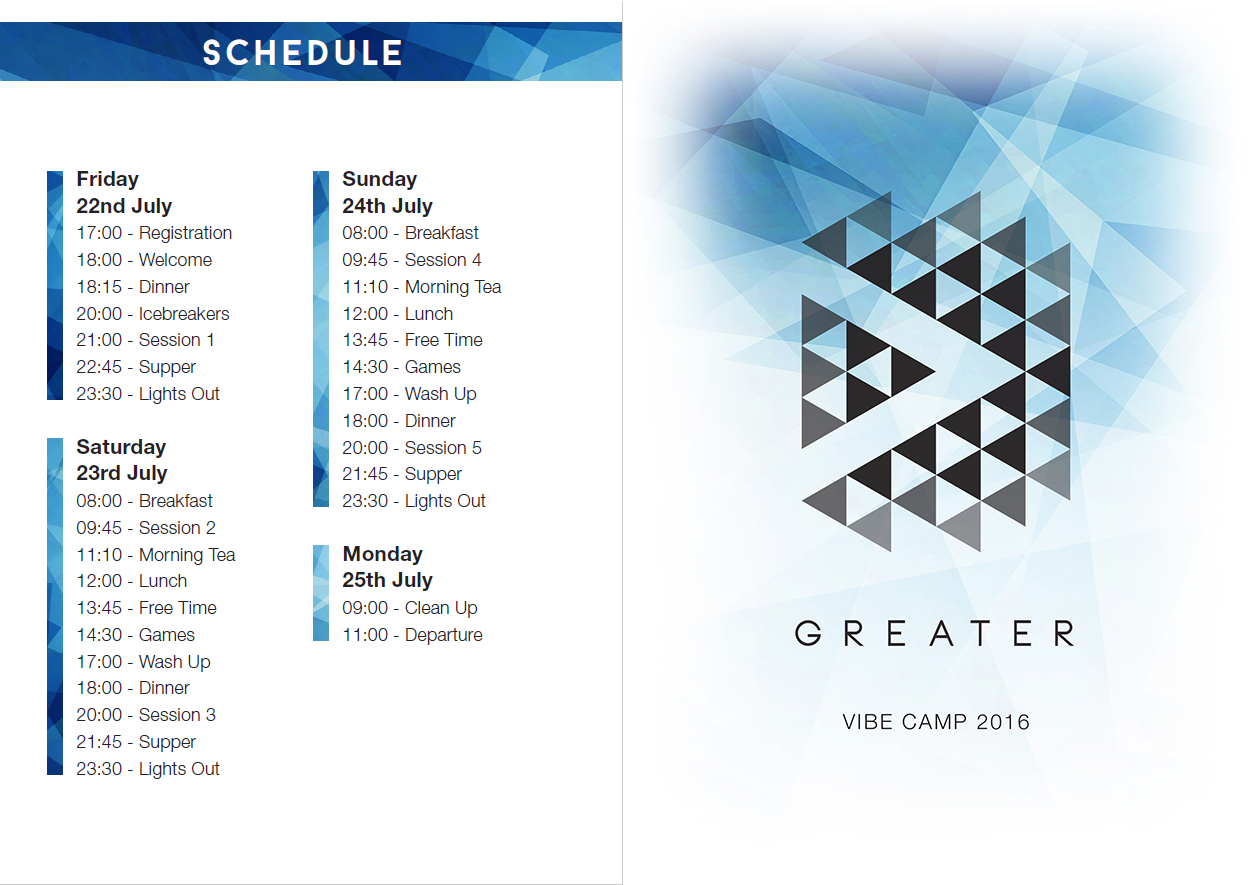 SCHEDULE
Friday
22nd July
17:00 - Registration
18:00 - Welcome
18:15 - Dinner
20:00 - Icebreakers
21:00 - Session 1
22:45 - Supper
23:30 - Lights Out
Saturday
23rd July
08:00 - Breakfast
09:45 - Session 2
11:10 - Morning Tea
12:00 - Lunch
13:45 - Free Time
14:30 - Games
17:00 - Wash Up
18:00 - Dinner
20:00 - Session 3
21:45 - Supper
23:30 - Lights Out
Sunday
24th July
08:00 - Breakfast
09:45 - Session 4
11:10 - Morning Tea
12:00 - Lunch
13:45 - Free Time
14:30 - Games
17:00 - Wash Up
18:00 - Dinner
20:00 - Session 5
21:45 - Supper
23:30 - Lights Out
Monday
25th July
09:00 - Clean Up
11:00 - Departure
GREATER
VIBE CAMP 2016